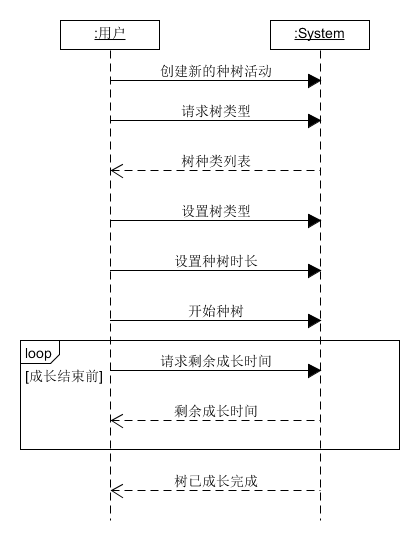 :用户
:System
创建新的种树活动
请求树类型
树种类列表
设置树类型
设置种树时长
开始种树
loop
请求剩余成长时间
[成长结束前]
剩余成长时间
树已成长完成